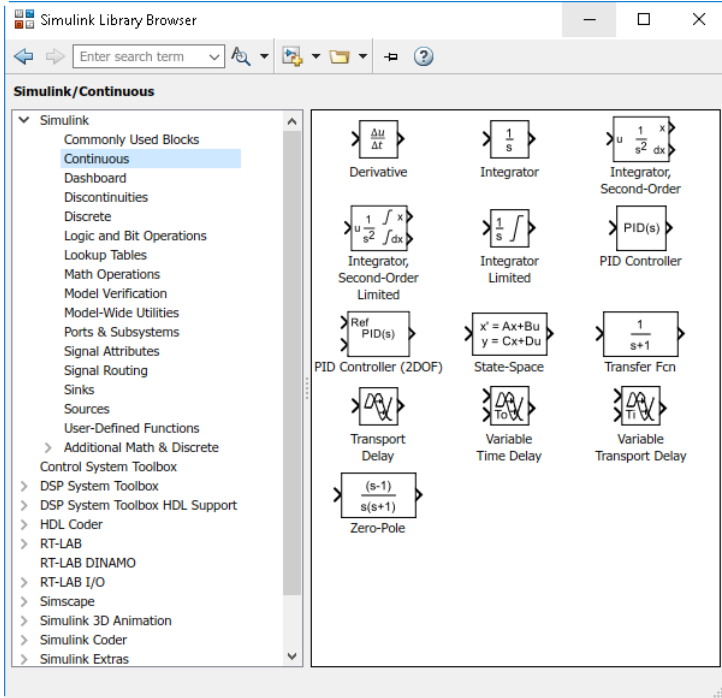 Simulink Library Browser
Enter search term
Simulink/Continuous
Simulink
Commonly Used Blocks
Continuous
Dashboard
Discontinuities
Discrete
Logic and Bit Operations
Lookup Tables
Math Operations
Model Verification
Model-Wide Utilities
Ports & Subsystems
Signal Attributes
Signal Routing
Sinks
Sources
User-Defined Functions
Additional Math & Discrete
Control System Toolbox
DSP System Toolbox
DSP System Toolbox HDL Support
HDL Coder
RT-LAB
RT-LAB DINAMO
RT-LAB I/O
Simscape
Simulink 3D Animation
Simulink Coder
Simulink Extras
Δu
Δt
Derivative
1
s
Integrator
u 1 x
s² dx
Integrator,
Second-Order
u 1 ∫ x
s² ∫dx
Integrator,
Second-Order
Limited
1 ∫
s
Integrator
Limited
PID(s)
PID Controller
Ref
PID(s)
PID Controller (2DOF)
x' = Ax+Bu
y = Cx+Du
State-Space
1
s+1
Transfer Fcn
Transport
Delay
To
Variable
Time Delay
Ti
Variable
Transport Delay
(s-1)
s(s+1)
Zero-Pole